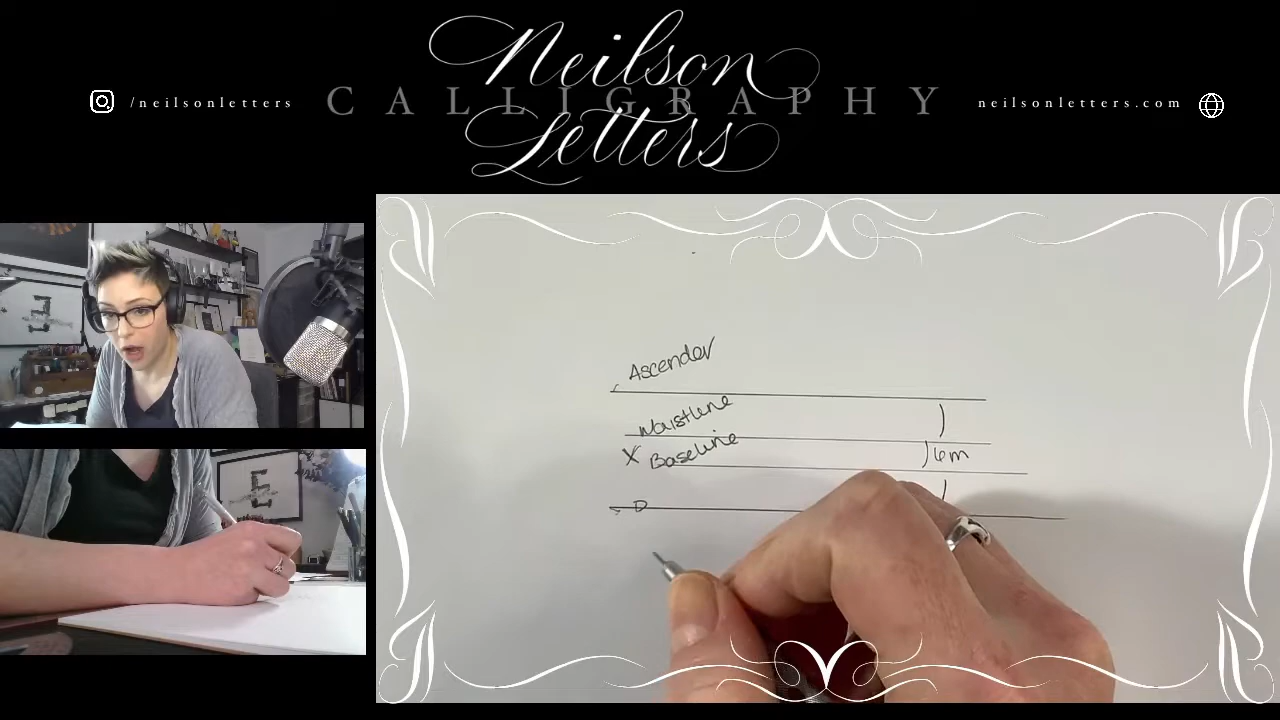 Neilson
/neilsonletters CALLIGRAPHY neilsonletters.com
Letters
Ascender
Waistline
X Baseline
6m
D